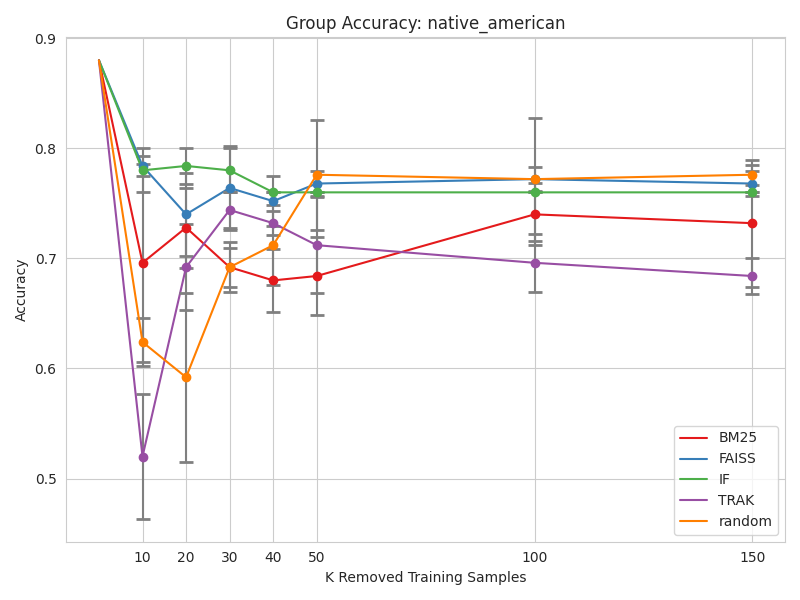 Group Accuracy: native_american
0.9
0.8
0.7
0.6
0.5
Accuracy
10 20 30 40 50 100 150
K Removed Training Samples
BM25
FAISS
IF
TRAK
random